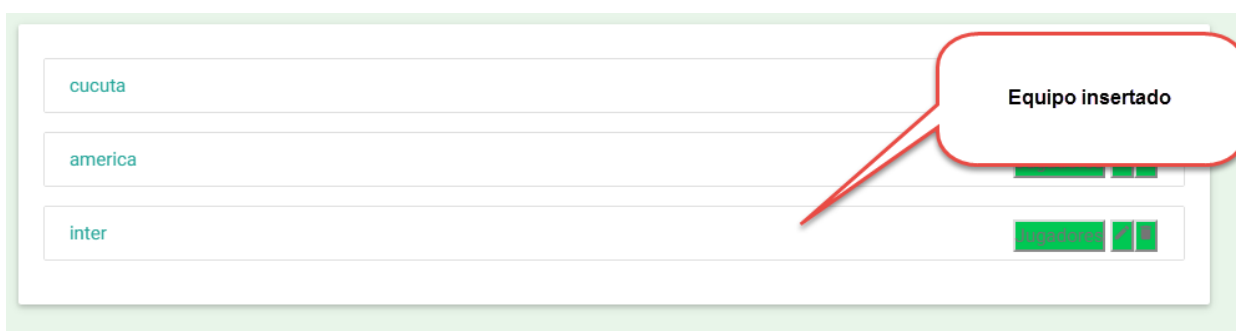 cucuta
Equipo insertado
america
inter
Jugadores